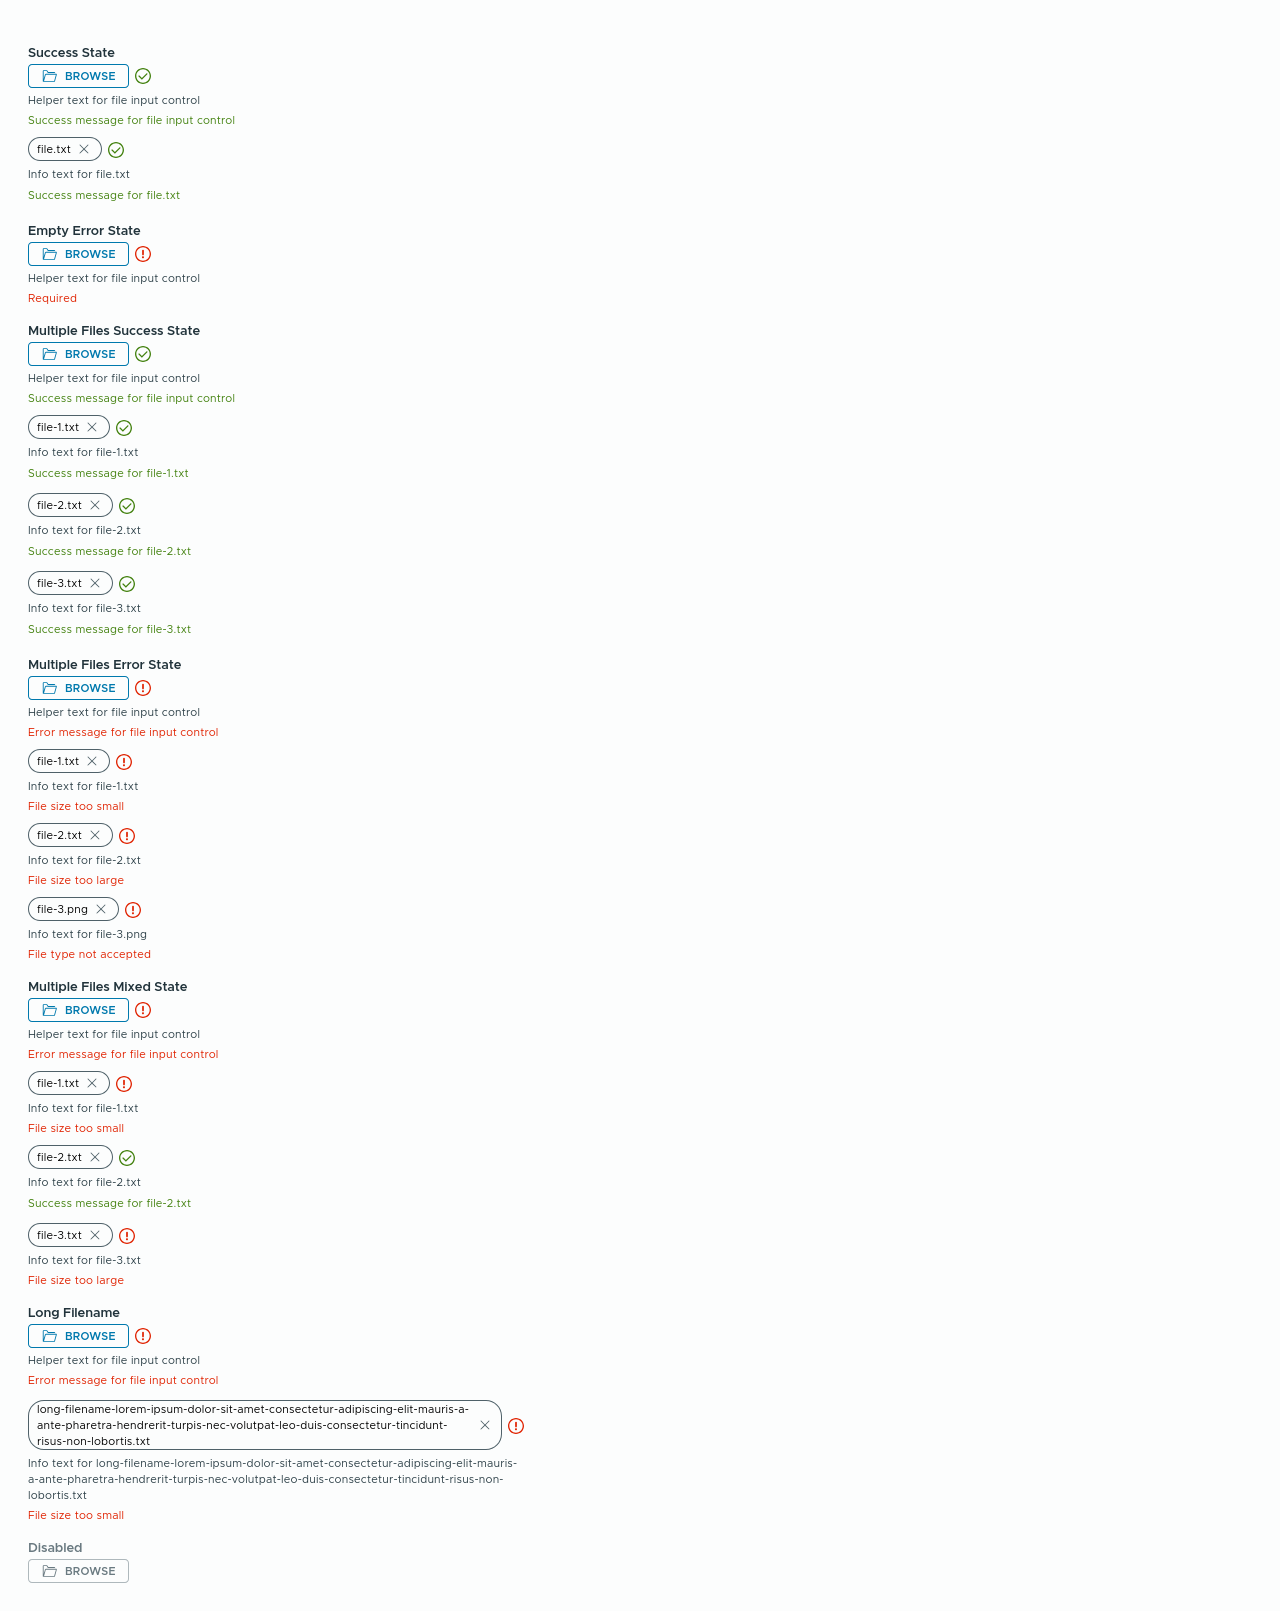 Success State
BROWSE
Helper text for file input control
Success message for file input control
file.txt
Info text for file.txt
Success message for file.txt
Empty Error State
BROWSE
Helper text for file input control
Required
Multiple Files Success State
BROWSE
Helper text for file input control
Success message for file input control
file-1.txt
Info text for file-1.txt
Success message for file-1.txt
file-2.txt
Info text for file-2.txt
Success message for file-2.txt
file-3.txt
Info text for file-3.txt
Success message for file-3.txt
Multiple Files Error State
BROWSE
Helper text for file input control
Error message for file input control
file-1.txt
Info text for file-1.txt
File size too small
file-2.txt
Info text for file-2.txt
File size too large
file-3.png
Info text for file-3.png
File type not accepted
Multiple Files Mixed State
BROWSE
Helper text for file input control
Error message for file input control
file-1.txt
Info text for file-1.txt
File size too small
file-2.txt
Info text for file-2.txt
Success message for file-2.txt
file-3.txt
Info text for file-3.txt
File size too large
Long Filename
BROWSE
Helper text for file input control
Error message for file input control
long-filename-lorem-ipsum-dolor-sit-amet-consectetur-adipiscing-elit-mauris-a-
ante-pharetra-hendrerit-turpis-nec-volutpat-leo-duis-consectetur-tincidunt-
risus-non-lobortis.txt
Info text for long-filename-lorem-ipsum-dolor-sit-amet-consectetur-adipiscing-elit-mauris-
a-ante-pharetra-hendrerit-turpis-nec-volutpat-leo-duis-consectetur-tincidunt-risus-non-
lobortis.txt
File size too small
Disabled
BROWSE